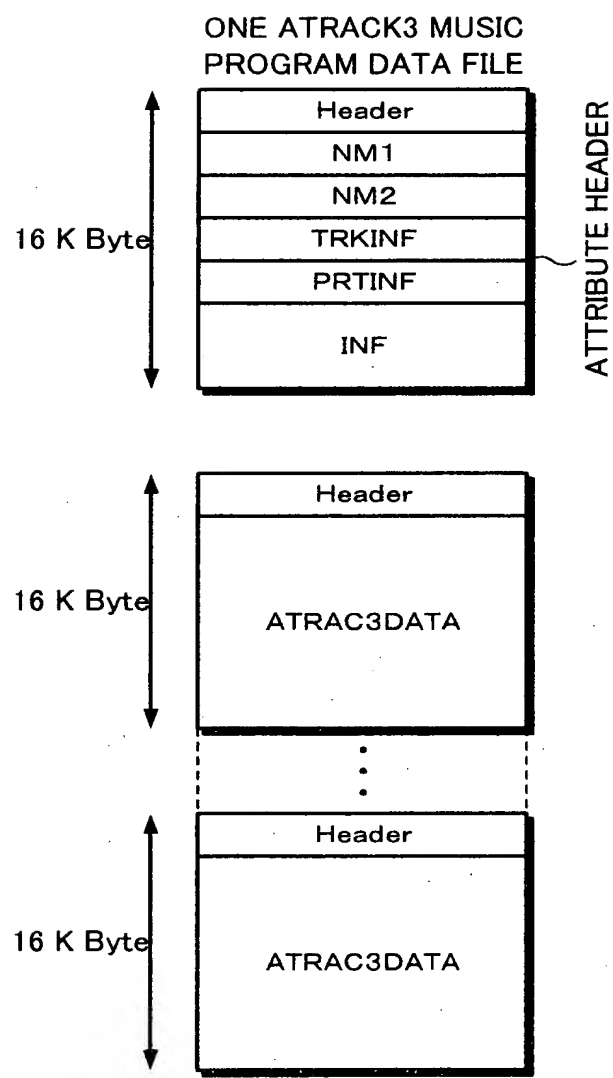 ONE ATRACK3 MUSIC
PROGRAM DATA FILE
Header
NM1
NM2
TRKINF
PRTINF
INF
16 K Byte
ATTRIBUTE HEADER
Header
ATRAC3DATA
16 K Byte
Header
ATRAC3DATA
16 K Byte